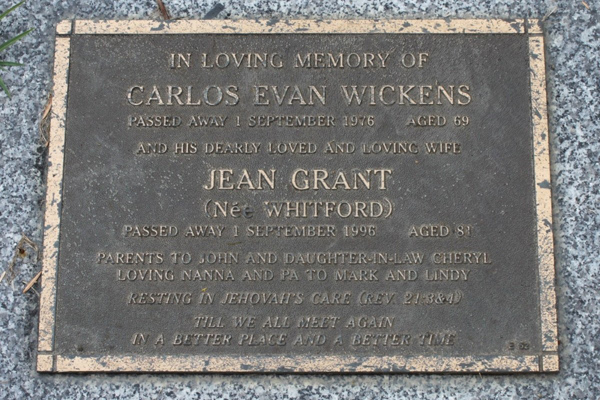 IN LOVING MEMORY OF
CARLOS EVAN WICKENS
PASSED AWAY 1 SEPTEMBER 1976 AGED 69
AND HIS DEARLY LOVED AND LOVING WIFE
JEAN GRANT
(Née WHITFORD)
PASSED AWAY 1 SEPTEMBER 1996 AGED 81
PARENTS TO JOHN AND DAUGHTER-IN-LAW CHERYL
LOVING NANNA AND PA TO MARK AND LINDY
RESTING IN JEHOVAH'S CARE (REV. 21:3&4)
TILL WE ALL MEET AGAIN
IN A BETTER PLACE AND A BETTER TIME